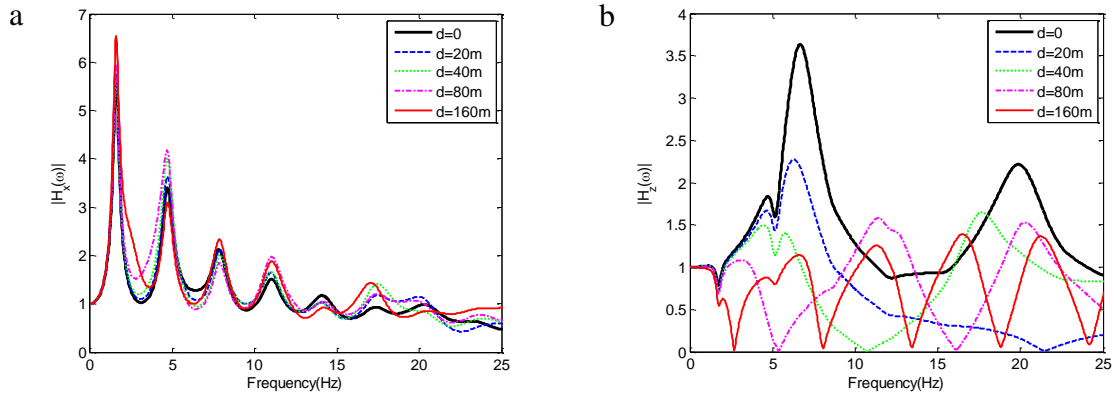 a
7
6
5
4
3
2
1
0
0 5 10 15 20 25
|Hx(ω)|
Frequency(Hz)
d=0
d=20m
d=40m
d=80m
d=160m
b
4
3.5
3
2.5
2
1.5
1
0.5
0
0 5 10 15 20 25
|Hz(ω)|
Frequency(Hz)
d=0
d=20m
d=40m
d=80m
d=160m